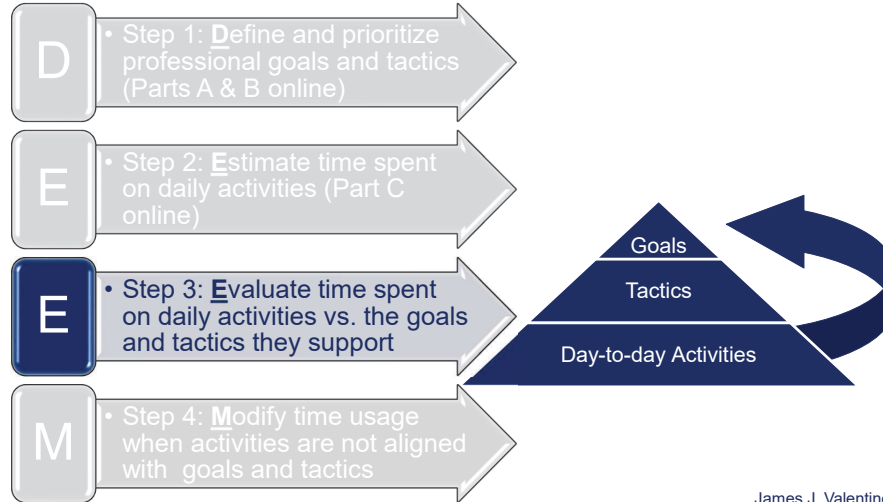 D
• Step 1: Define and prioritize
professional goals and tactics
(Parts A & B online)
E
• Step 2: Estimate time spent
on daily activities (Part C
online)
E
• Step 3: Evaluate time spent
on daily activities vs. the goals
and tactics they support
M
• Step 4: Modify time usage
when activities are not aligned
with goals and tactics
Goals
Tactics
Day-to-day Activities
James J. Valentine